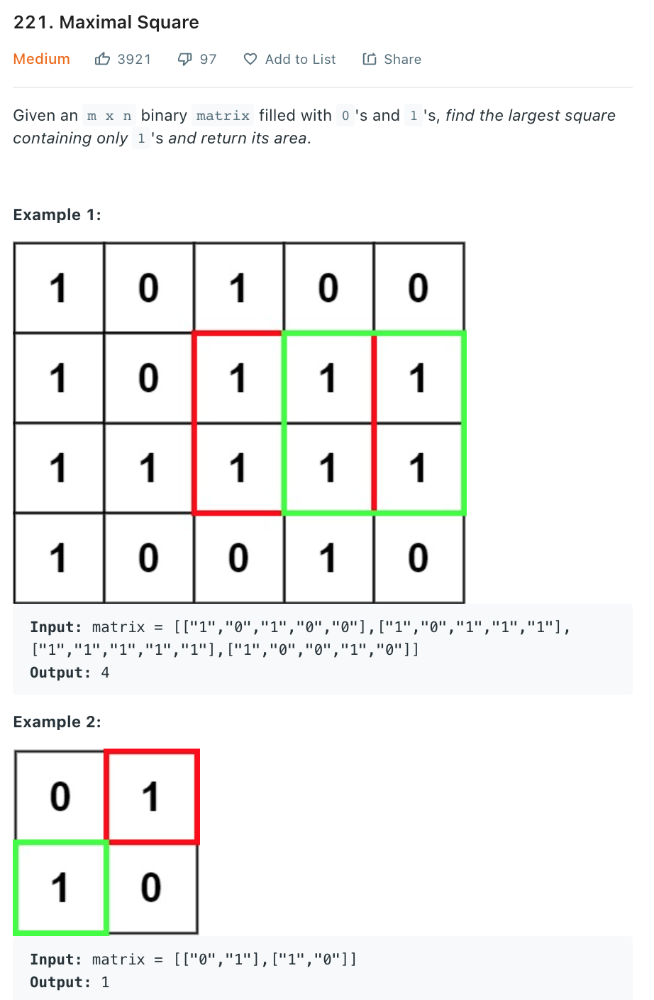 221. Maximal Square
Medium 3921 97 Add to List Share
Given an m x n binary matrix filled with 0 's and 1 's, find the largest square
containing only 1 's and return its area.
Example 1:
1 0 1 0 0
1 0 1 1 1
1 1 1 1 1
1 0 0 1 0
Input: matrix = [["1","0","1","0","0"],["1","0","1","1","1"],
["1","1","1","1","1"],["1","0","0","1","0"]]
Output: 4
Example 2:
0 1
1 0
Input: matrix = [["0","1"],["1","0"]]
Output: 1